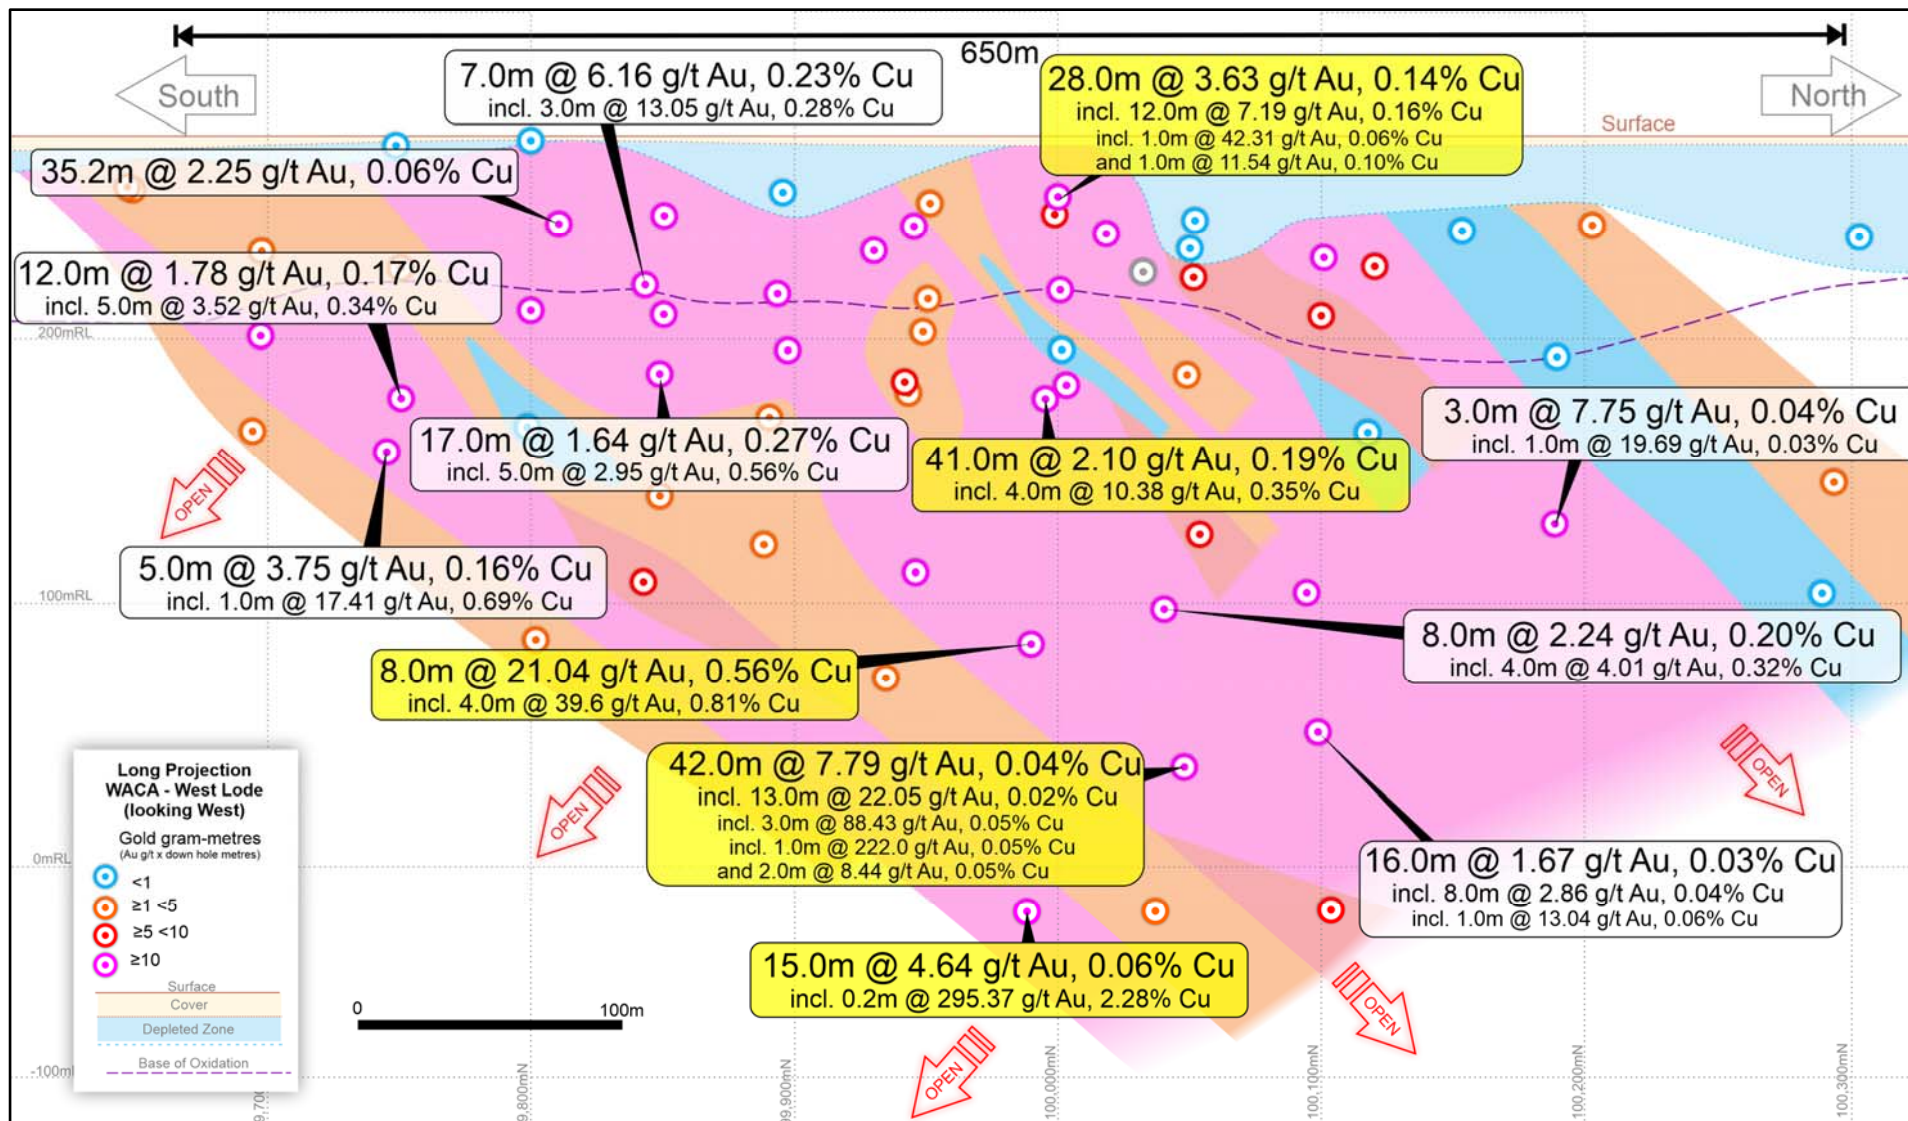 650m
South
North
Surface
7.0m @ 6.16 g/t Au, 0.23% Cu
incl. 3.0m @ 13.05 g/t Au, 0.28% Cu
28.0m @ 3.63 g/t Au, 0.14% Cu
incl. 12.0m @ 7.19 g/t Au, 0.16% Cu
incl. 1.0m @ 42.31 g/t Au, 0.06% Cu
and 1.0m @ 11.54 g/t Au, 0.10% Cu
35.2m @ 2.25 g/t Au, 0.06% Cu
12.0m @ 1.78 g/t Au, 0.17% Cu
incl. 5.0m @ 3.52 g/t Au, 0.34% Cu
200mRL
17.0m @ 1.64 g/t Au, 0.27% Cu
incl. 5.0m @ 2.95 g/t Au, 0.56% Cu
41.0m @ 2.10 g/t Au, 0.19% Cu
incl. 4.0m @ 10.38 g/t Au, 0.35% Cu
3.0m @ 7.75 g/t Au, 0.04% Cu
incl. 1.0m @ 19.69 g/t Au, 0.03% Cu
OPEN
5.0m @ 3.75 g/t Au, 0.16% Cu
incl. 1.0m @ 17.41 g/t Au, 0.69% Cu
100mRL
8.0m @ 2.24 g/t Au, 0.20% Cu
incl. 4.0m @ 4.01 g/t Au, 0.32% Cu
8.0m @ 21.04 g/t Au, 0.56% Cu
incl. 4.0m @ 39.6 g/t Au, 0.81% Cu
OPEN
OPEN
42.0m @ 7.79 g/t Au, 0.04% Cu
incl. 13.0m @ 22.05 g/t Au, 0.02% Cu
incl. 3.0m @ 88.43 g/t Au, 0.05% Cu
incl. 1.0m @ 222.0 g/t Au, 0.05% Cu
and 2.0m @ 8.44 g/t Au, 0.05% Cu
0mRL
16.0m @ 1.67 g/t Au, 0.03% Cu
incl. 8.0m @ 2.86 g/t Au, 0.04% Cu
incl. 1.0m @ 13.04 g/t Au, 0.06% Cu
15.0m @ 4.64 g/t Au, 0.06% Cu
incl. 0.2m @ 295.37 g/t Au, 2.28% Cu
OPEN
OPEN
Long Projection
WACA - West Lode
(looking West)
Gold gram-metres
(Au g/t x down hole metres)
<1
≥1 <5
≥5 <10
≥10
Surface
Cover
Depleted Zone
Base of Oxidation
0
100m
-100m
9,700
9,800mN
99,900mN
100,000mN
100,100mN
100,200mN
100,300mN